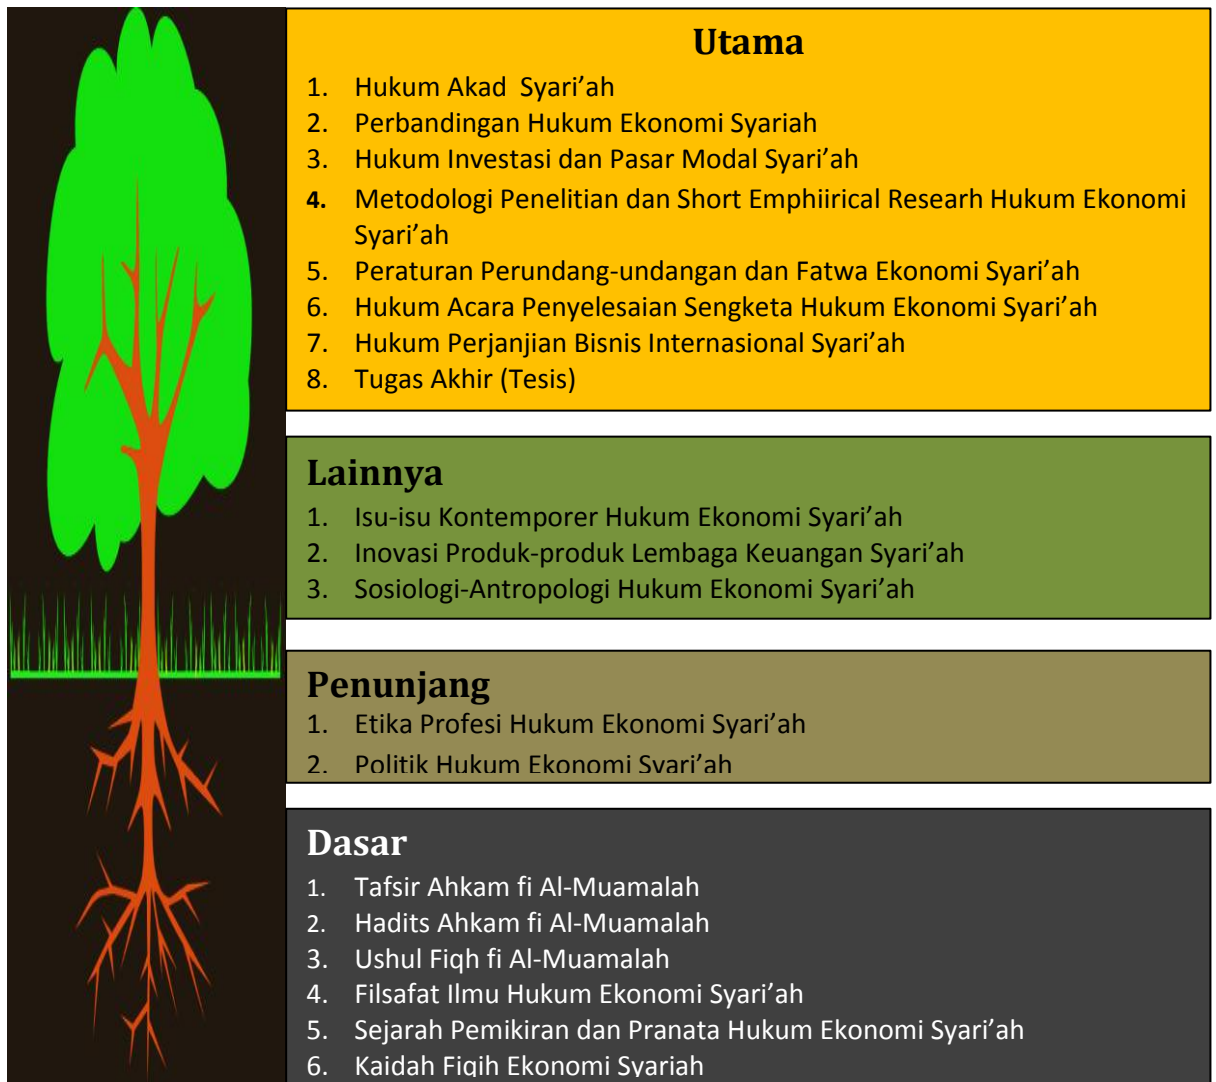 Utama
1. Hukum Akad Syari’ah
2. Perbandingan Hukum Ekonomi Syariah
3. Hukum Investasi dan Pasar Modal Syari’ah
4. Metodologi Penelitian dan Short Emphiirical Researh Hukum Ekonomi
Syari’ah
5. Peraturan Perundang-undangan dan Fatwa Ekonomi Syari’ah
6. Hukum Acara Penyelesaian Sengketa Hukum Ekonomi Syari’ah
7. Hukum Perjanjian Bisnis Internasional Syari’ah
8. Tugas Akhir (Tesis)
Lainnya
1. Isu-isu Kontemporer Hukum Ekonomi Syari’ah
2. Inovasi Produk-produk Lembaga Keuangan Syari’ah
3. Sosiologi-Antropologi Hukum Ekonomi Syari’ah
Penunjang
1. Etika Profesi Hukum Ekonomi Syari’ah
2. Politik Hukum Ekonomi Syari’ah
Dasar
1. Tafsir Ahkam fi Al-Muamalah
2. Hadits Ahkam fi Al-Muamalah
3. Ushul Fiqh fi Al-Muamalah
4. Filsafat Ilmu Hukum Ekonomi Syari’ah
5. Sejarah Pemikiran dan Pranata Hukum Ekonomi Syari’ah
6. Kaidah Fiqih Ekonomi Syariah